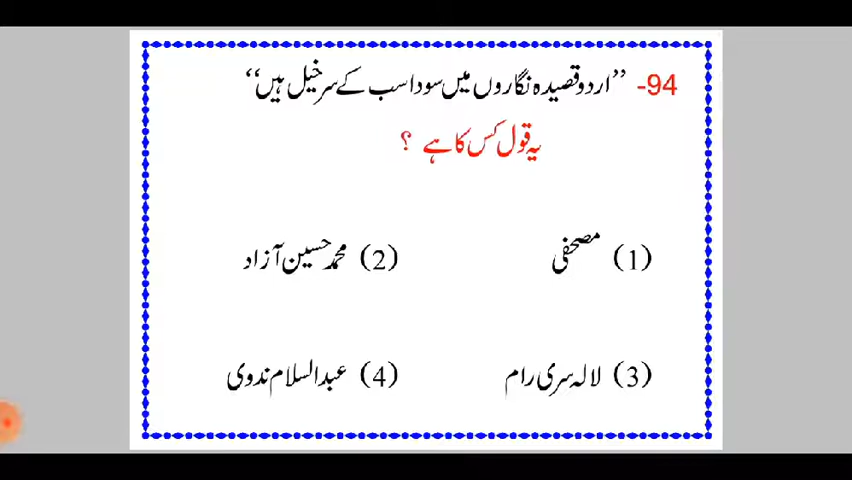 94- ”اردو قصیدہ نگاروں میں سودا سب کے سرخیل ہیں“
یہ قول کس کا ہے ؟
(1) مصحفی (2) محمد حسین آزاد
(3) لالہ سری رام (4) عبدالسلام ندوی